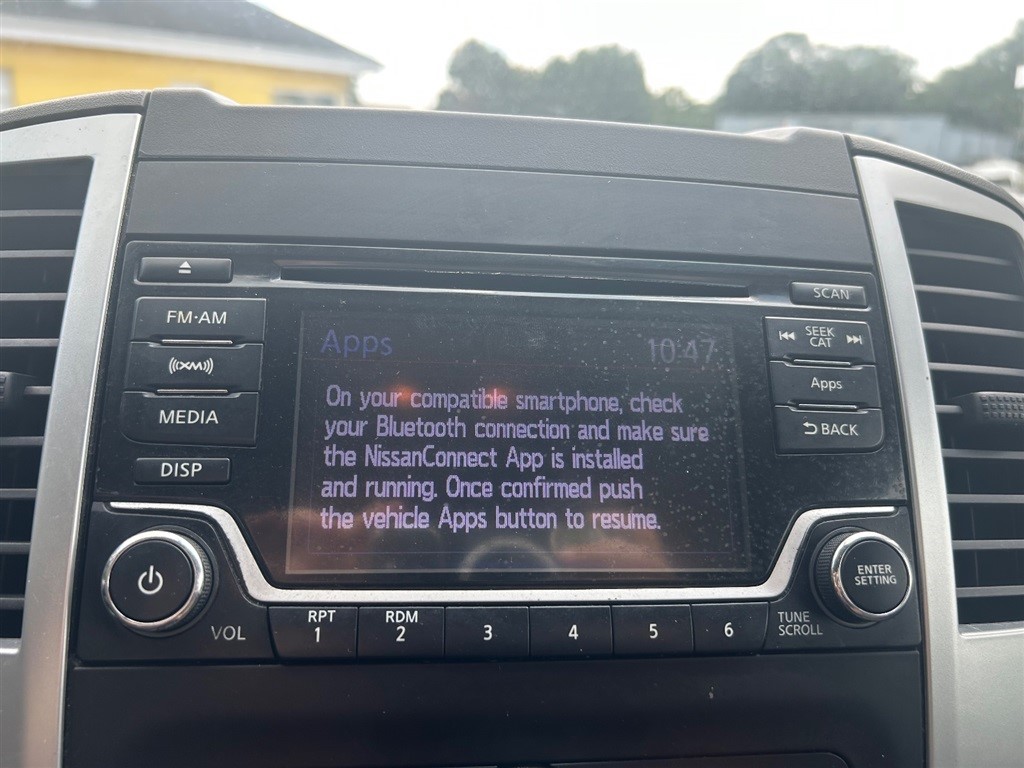 SCAN
FM·AM
SEEK
CAT
((XM))
Apps
MEDIA
BACK
DISP
Apps 10:47
On your compatible smartphone, check
your Bluetooth connection and make sure
the NissanConnect App is installed
and running. Once confirmed push
the vehicle Apps button to resume.
ENTER
SETTING
VOL
RPT
1
RDM
2
3
4
5
6
TUNE
SCROLL